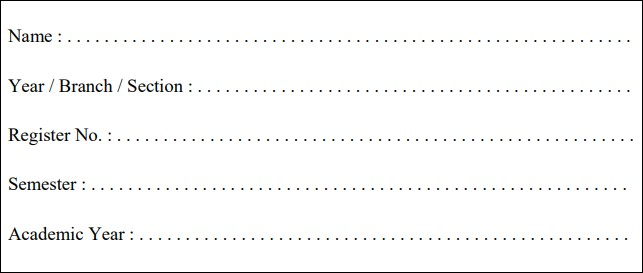 Name : . . . . . . . . . . . . . . . . . . . . . . . . . . . . . . . . . . . . . . . . . . . . . . . . . . . . . . . . . . . . . . . . . . . . . . . .
Year / Branch / Section : . . . . . . . . . . . . . . . . . . . . . . . . . . . . . . . . . . . . . . . . . . . . . . . . . . . . . . . .
Register No. : . . . . . . . . . . . . . . . . . . . . . . . . . . . . . . . . . . . . . . . . . . . . . . . . . . . . . . . . . . . . . . . . . .
Semester : . . . . . . . . . . . . . . . . . . . . . . . . . . . . . . . . . . . . . . . . . . . . . . . . . . . . . . . . . . . . . . . . . . . . .
Academic Year : . . . . . . . . . . . . . . . . . . . . . . . . . . . . . . . . . . . . . . . . . . . . . . . . . . . . . . . . . . . . . . .